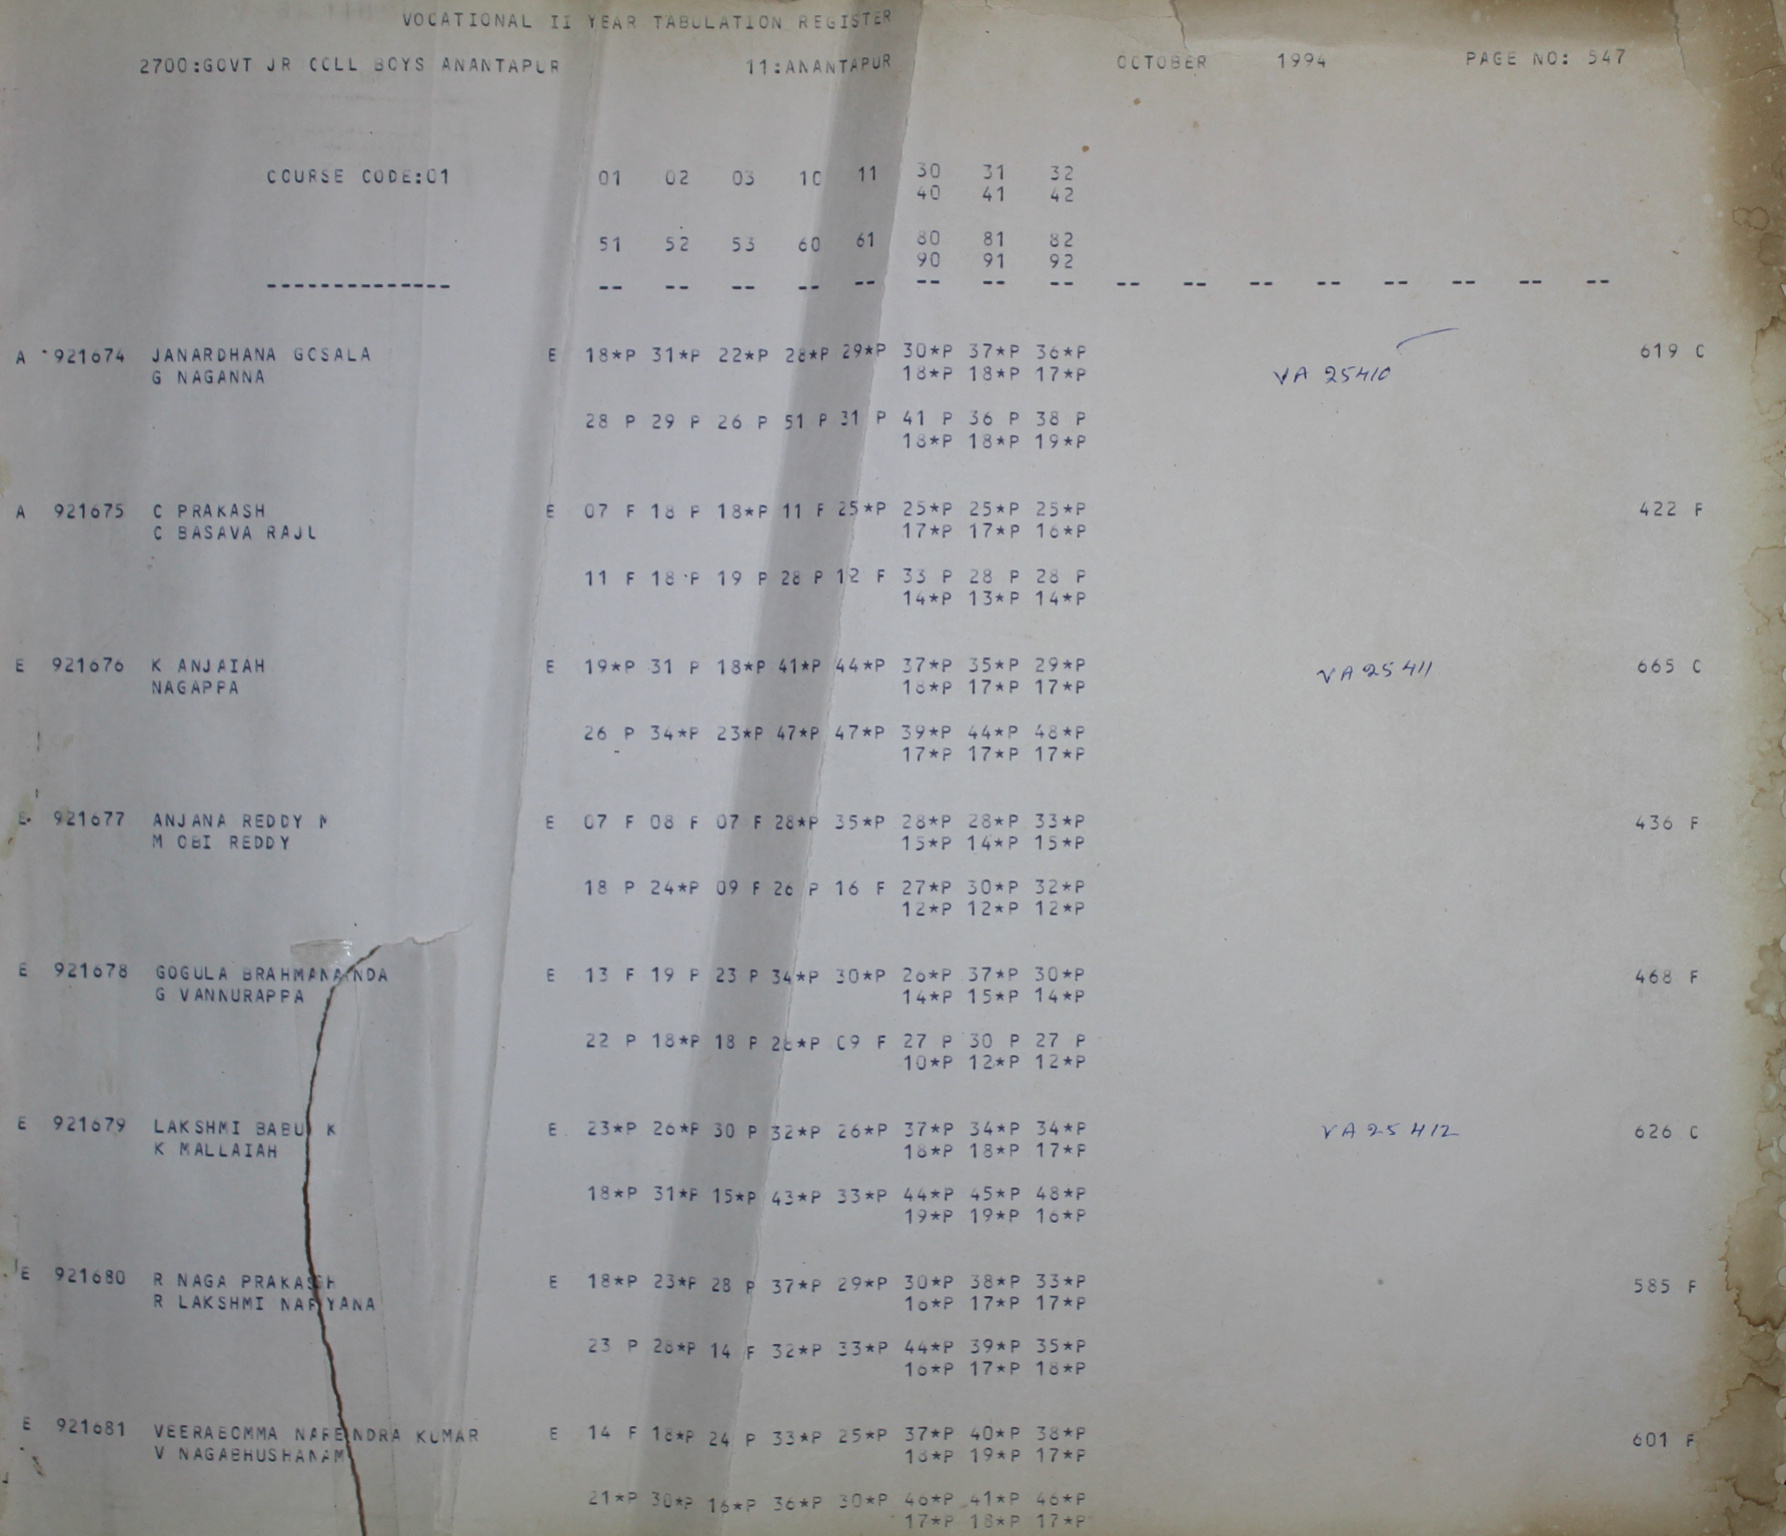 VOCATIONAL II YEAR TABULATION REGISTER
2700:GOVT JR COLL BOYS ANANTAPUR 11:ANANTAPUR OCTOBER 1994 PAGE NO: 547
COURSE CODE:01 01 02 03 10 11 30 31 32
40 41 42
51 52 53 60 61 80 81 82
90 91 92
-------------- -- -- -- -- -- -- -- -- -- -- -- -- -- -- -- --
A 921674 JANARDHANA GOSALA E 18*P 31*P 22*P 28*P 29*P 30*P 37*P 36*P 619 C
G NAGANNA 18*P 18*P 17*P VA 25410
28 P 29 P 26 P 51 P 31 P 41 P 36 P 38 P
18*P 18*P 19*P
A 921675 C PRAKASH E 07 F 18 P 18*P 11 F 25*P 25*P 25*P 25*P 422 F
C BASAVA RAJU 17*P 17*P 16*P
11 F 18 P 19 P 28 P 12 F 33 P 28 P 28 P
14*P 13*P 14*P
E 921676 K ANJAIAH E 19*P 31 P 18*P 41*P 44*P 37*P 35*P 29*P VA 25411 665 C
NAGAPPA 18*P 17*P 17*P
26 P 34*P 23*P 47*P 47*P 39*P 44*P 48*P
17*P 17*P 17*P
E 921677 ANJANA REDDY M E 07 F 08 F 07 F 28*P 35*P 28*P 28*P 33*P 436 F
M OBI REDDY 15*P 14*P 15*P
18 P 24*P 09 F 26 P 16 F 27*P 30*P 32*P
12*P 12*P 12*P
E 921678 GOGULA BRAHMANANDA E 13 F 19 P 23 P 34*P 30*P 26*P 37*P 30*P 468 F
G VANNURAPPA 14*P 15*P 14*P
22 P 18*P 18 P 28*P 09 F 27 P 30 P 27 P
10*P 12*P 12*P
E 921679 LAKSHMI BABU K E 23*P 26*P 30 P 32*P 26*P 37*P 34*P 34*P VA 25412 626 C
K MALLAIAH 18*P 18*P 17*P
18*P 31*P 15*P 43*P 33*P 44*P 45*P 48*P
19*P 19*P 16*P
E 921680 R NAGA PRAKASH E 18*P 23*P 28 P 37*P 29*P 30*P 38*P 33*P 585 F
R LAKSHMI NARYANA 16*P 17*P 17*P
23 P 28*P 14 F 32*P 33*P 44*P 39*P 35*P
16*P 17*P 18*P
E 921681 VEERABOMMA NARENDRA KUMAR E 14 F 18*P 24 P 33*P 25*P 37*P 40*P 38*P 601 F
V NAGABHUSHANAM 18*P 19*P 17*P
21*P 30*P 16*P 36*P 30*P 46*P 41*P 46*P
17*P 18*P 17*P